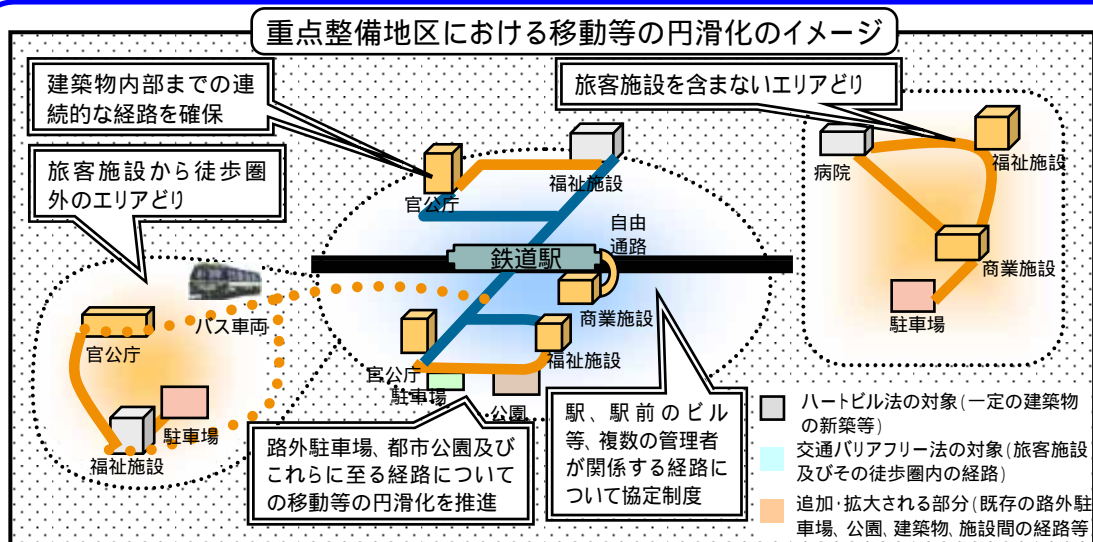 重点整備地区における移動等の円滑化のイメージ
建築物内部までの連
続的な経路を確保
旅客施設を含まないエリアどり
旅客施設から徒歩圏
外のエリアどり
官公庁
福祉施設
自由
通路
鉄道駅
商業施設
官公庁
駐車場
福祉施設
公園
バス車両
官公庁
駐車場
福祉施設
病院
福祉施設
商業施設
駐車場
路外駐車場、都市公園及び
これらに至る経路について
の移動等の円滑化を推進
駅、駅前のビル
等、複数の管理者
が関係する経路に
ついて協定制度
ハートビル法の対象(一定の建築物
の新築等)
交通バリアフリー法の対象(旅客施設
及びその徒歩圏内の経路)
追加・拡大される部分(既存の路外駐
車場、公園、建築物、施設間の経路等